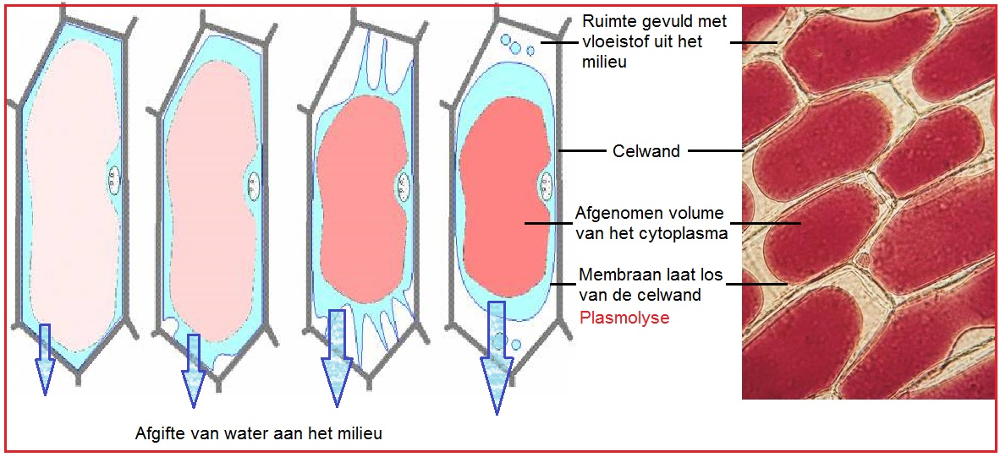 Ruimte gevuld met
vloeistof uit het
milieu
Celwand
Afgenomen volume
van het cytoplasma
Membraan laat los
van de celwand
Plasmolyse
Afgifte van water aan het milieu